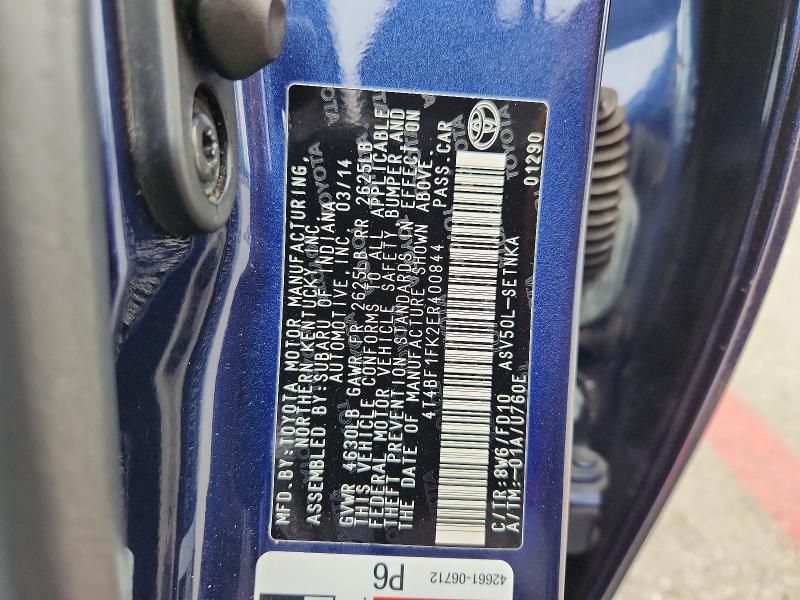 MFD. BY:TOYOTA MOTOR MANUFACTURING,
NORTHERN KENTUCKY, INC.
ASSEMBLED BY:SUBARU OF INDIANA
AUTOMOTIVE, INC. 03/14
GVWR 4630LB GAWR FR 2625LB RR 2625LB
THIS VEHICLE CONFORMS TO ALL APPLICABLE
FEDERAL MOTOR VEHICLE SAFETY BUMPER, AND
THEFT PREVENTION STANDARDS IN EFFECT ON
THE DATE OF MANUFACTURE SHOWN ABOVE.
4T4BF1FK2ER400844 PASS. CAR
TOYOTA
C/TR:8W6/FD10 01290
A/TM:-01A/U760E ASV50L-SETNKA
42661-06712
P6